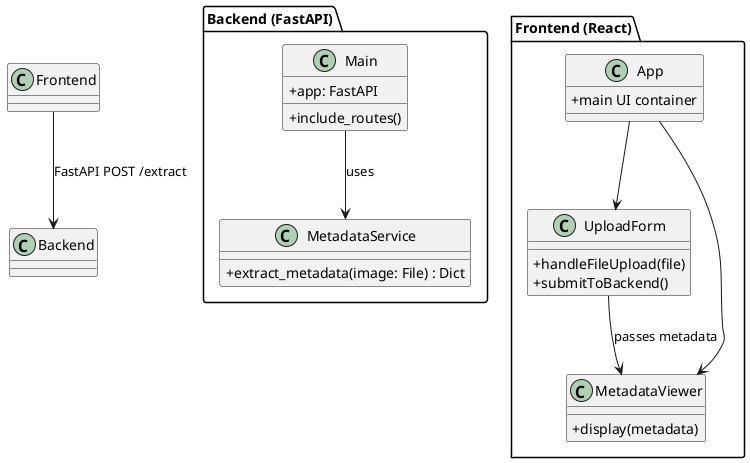 C Frontend
FastAPI POST /extract
C Backend
Backend (FastAPI)
C Main
+app: FastAPI
+include_routes()
uses
C MetadataService
+extract_metadata(image: File) : Dict
Frontend (React)
C App
+main UI container
C UploadForm
+handleFileUpload(file)
+submitToBackend()
passes metadata
C MetadataViewer
+display(metadata)